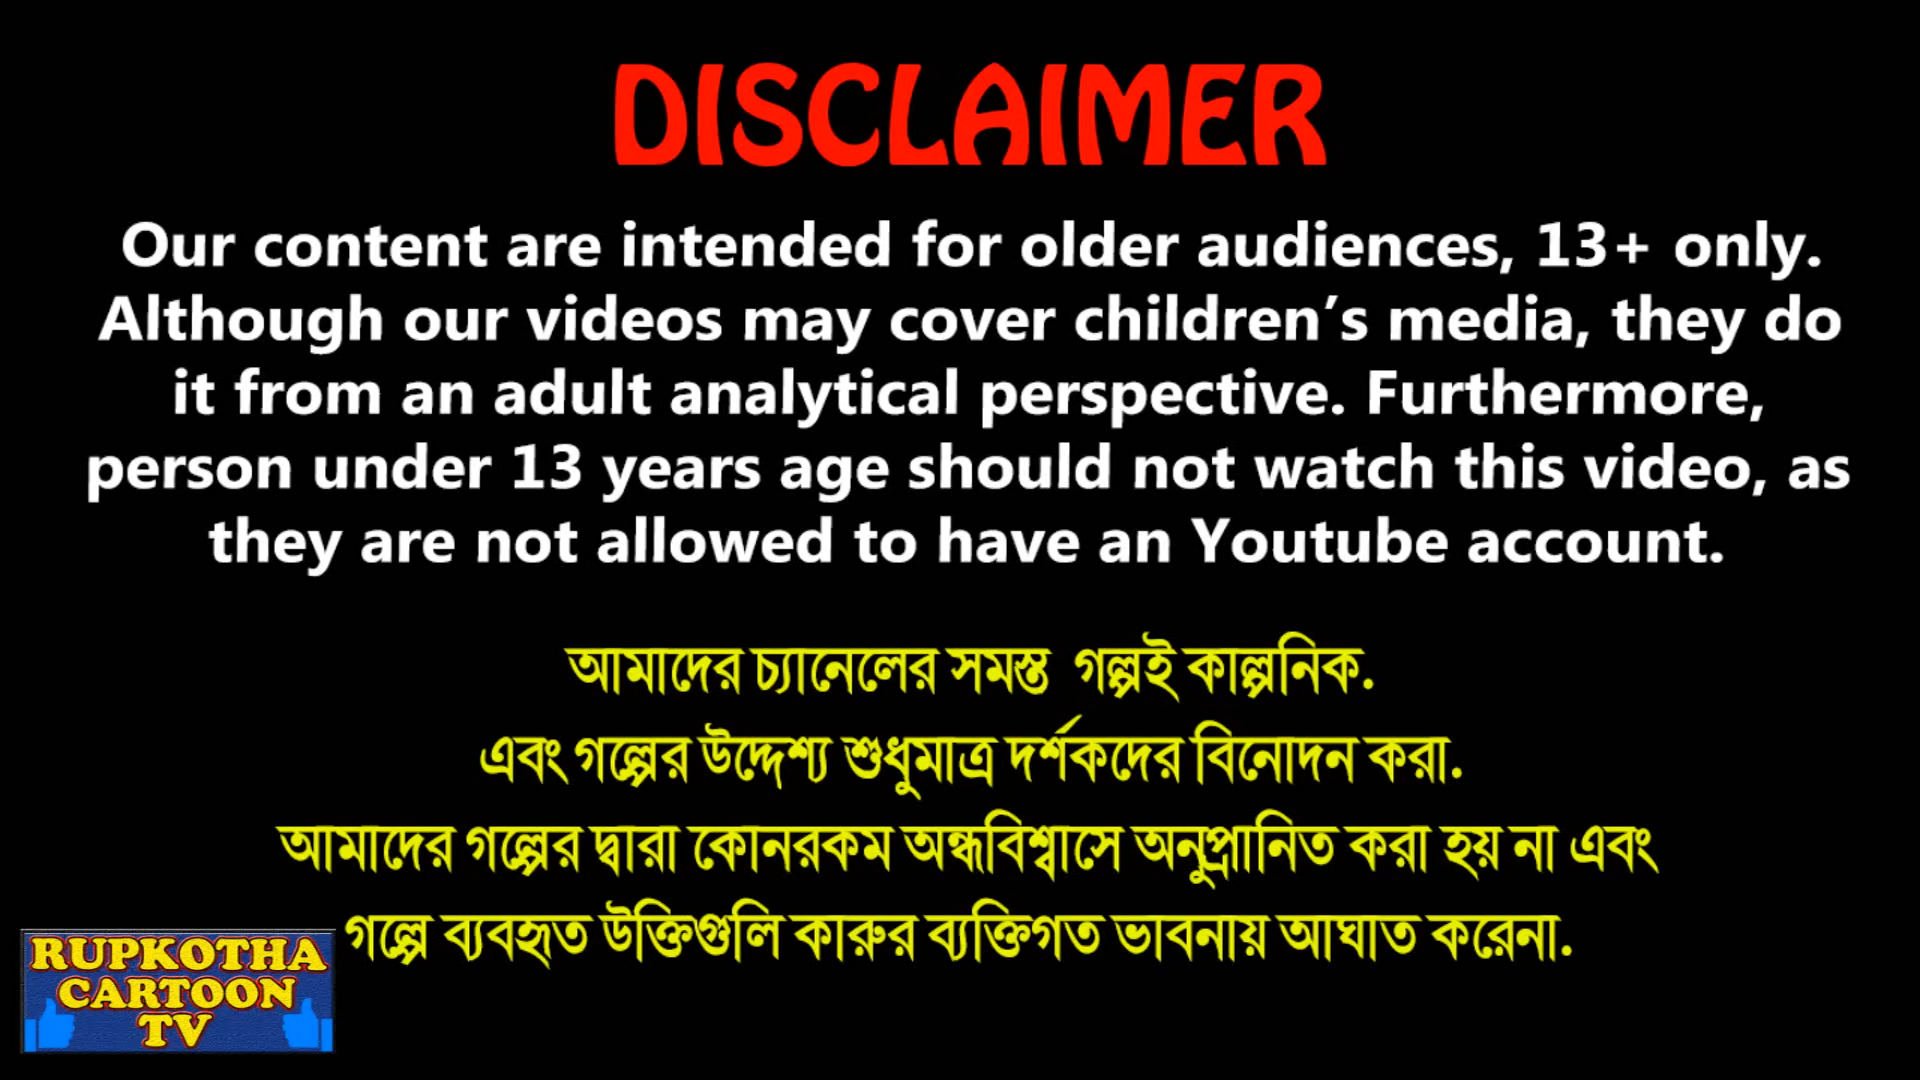 DISCLAIMER
Our content are intended for older audiences, 13+ only.
Although our videos may cover children’s media, they do
it from an adult analytical perspective. Furthermore,
person under 13 years age should not watch this video, as
they are not allowed to have an Youtube account.
আমাদের চ্যানেলের সমস্ত গল্পই কাল্পনিক.
এবং গল্পের উদ্দেশ্য শুধুমাত্র দর্শকদের বিনোদন করা.
আমাদের গল্পের দ্বারা কোনরকম অন্ধবিশ্বাসে অনুপ্রানিত করা হয় না এবং
গল্পে ব্যবহৃত উক্তিগুলি কারুর ব্যক্তিগত ভাবনায় আঘাত করেনা.
RUPKOTHA
CARTOON
TV